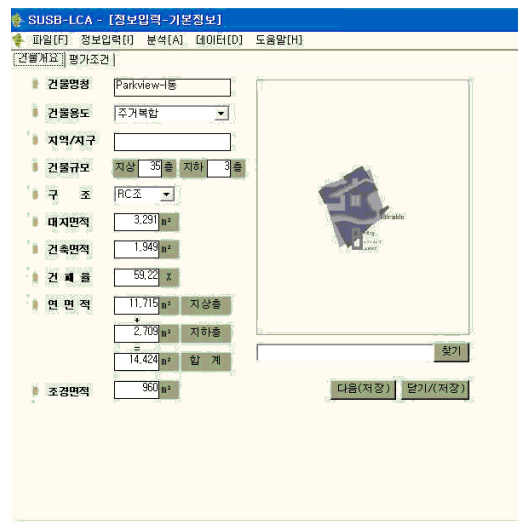 SUSB-LCA - [정보입력-기본정보]
파일[F] 정보입력[I] 분석[A] 데이터[D] 도움말[H]
건물개요 평가조건
건물명칭 Parkview-I동
건물용도 주거복합
지역/지구
건물규모 지상 35 층 지하 3 층
구 조 RC조
대지면적 3,291 m²
건축면적 1,949 m²
건 폐 율 59,22 %
연 면 적 11,715 m² 지상층
+
2,709 m² 지하층
=
14,424 m² 합 계
찾기
조경면적 960 m²
다음(저장) 닫기/(저장)